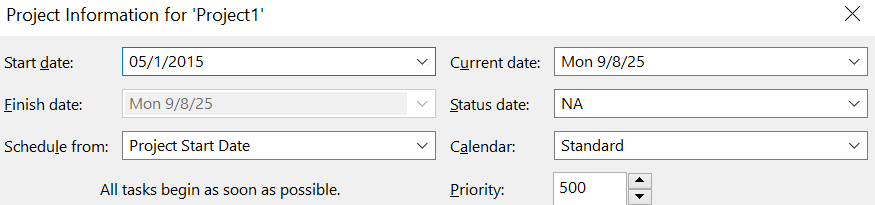 Project Information for 'Project1'
Start date: 05/1/2015 Current date: Mon 9/8/25
Finish date: Mon 9/8/25 Status date: NA
Schedule from: Project Start Date Calendar: Standard
All tasks begin as soon as possible. Priority: 500